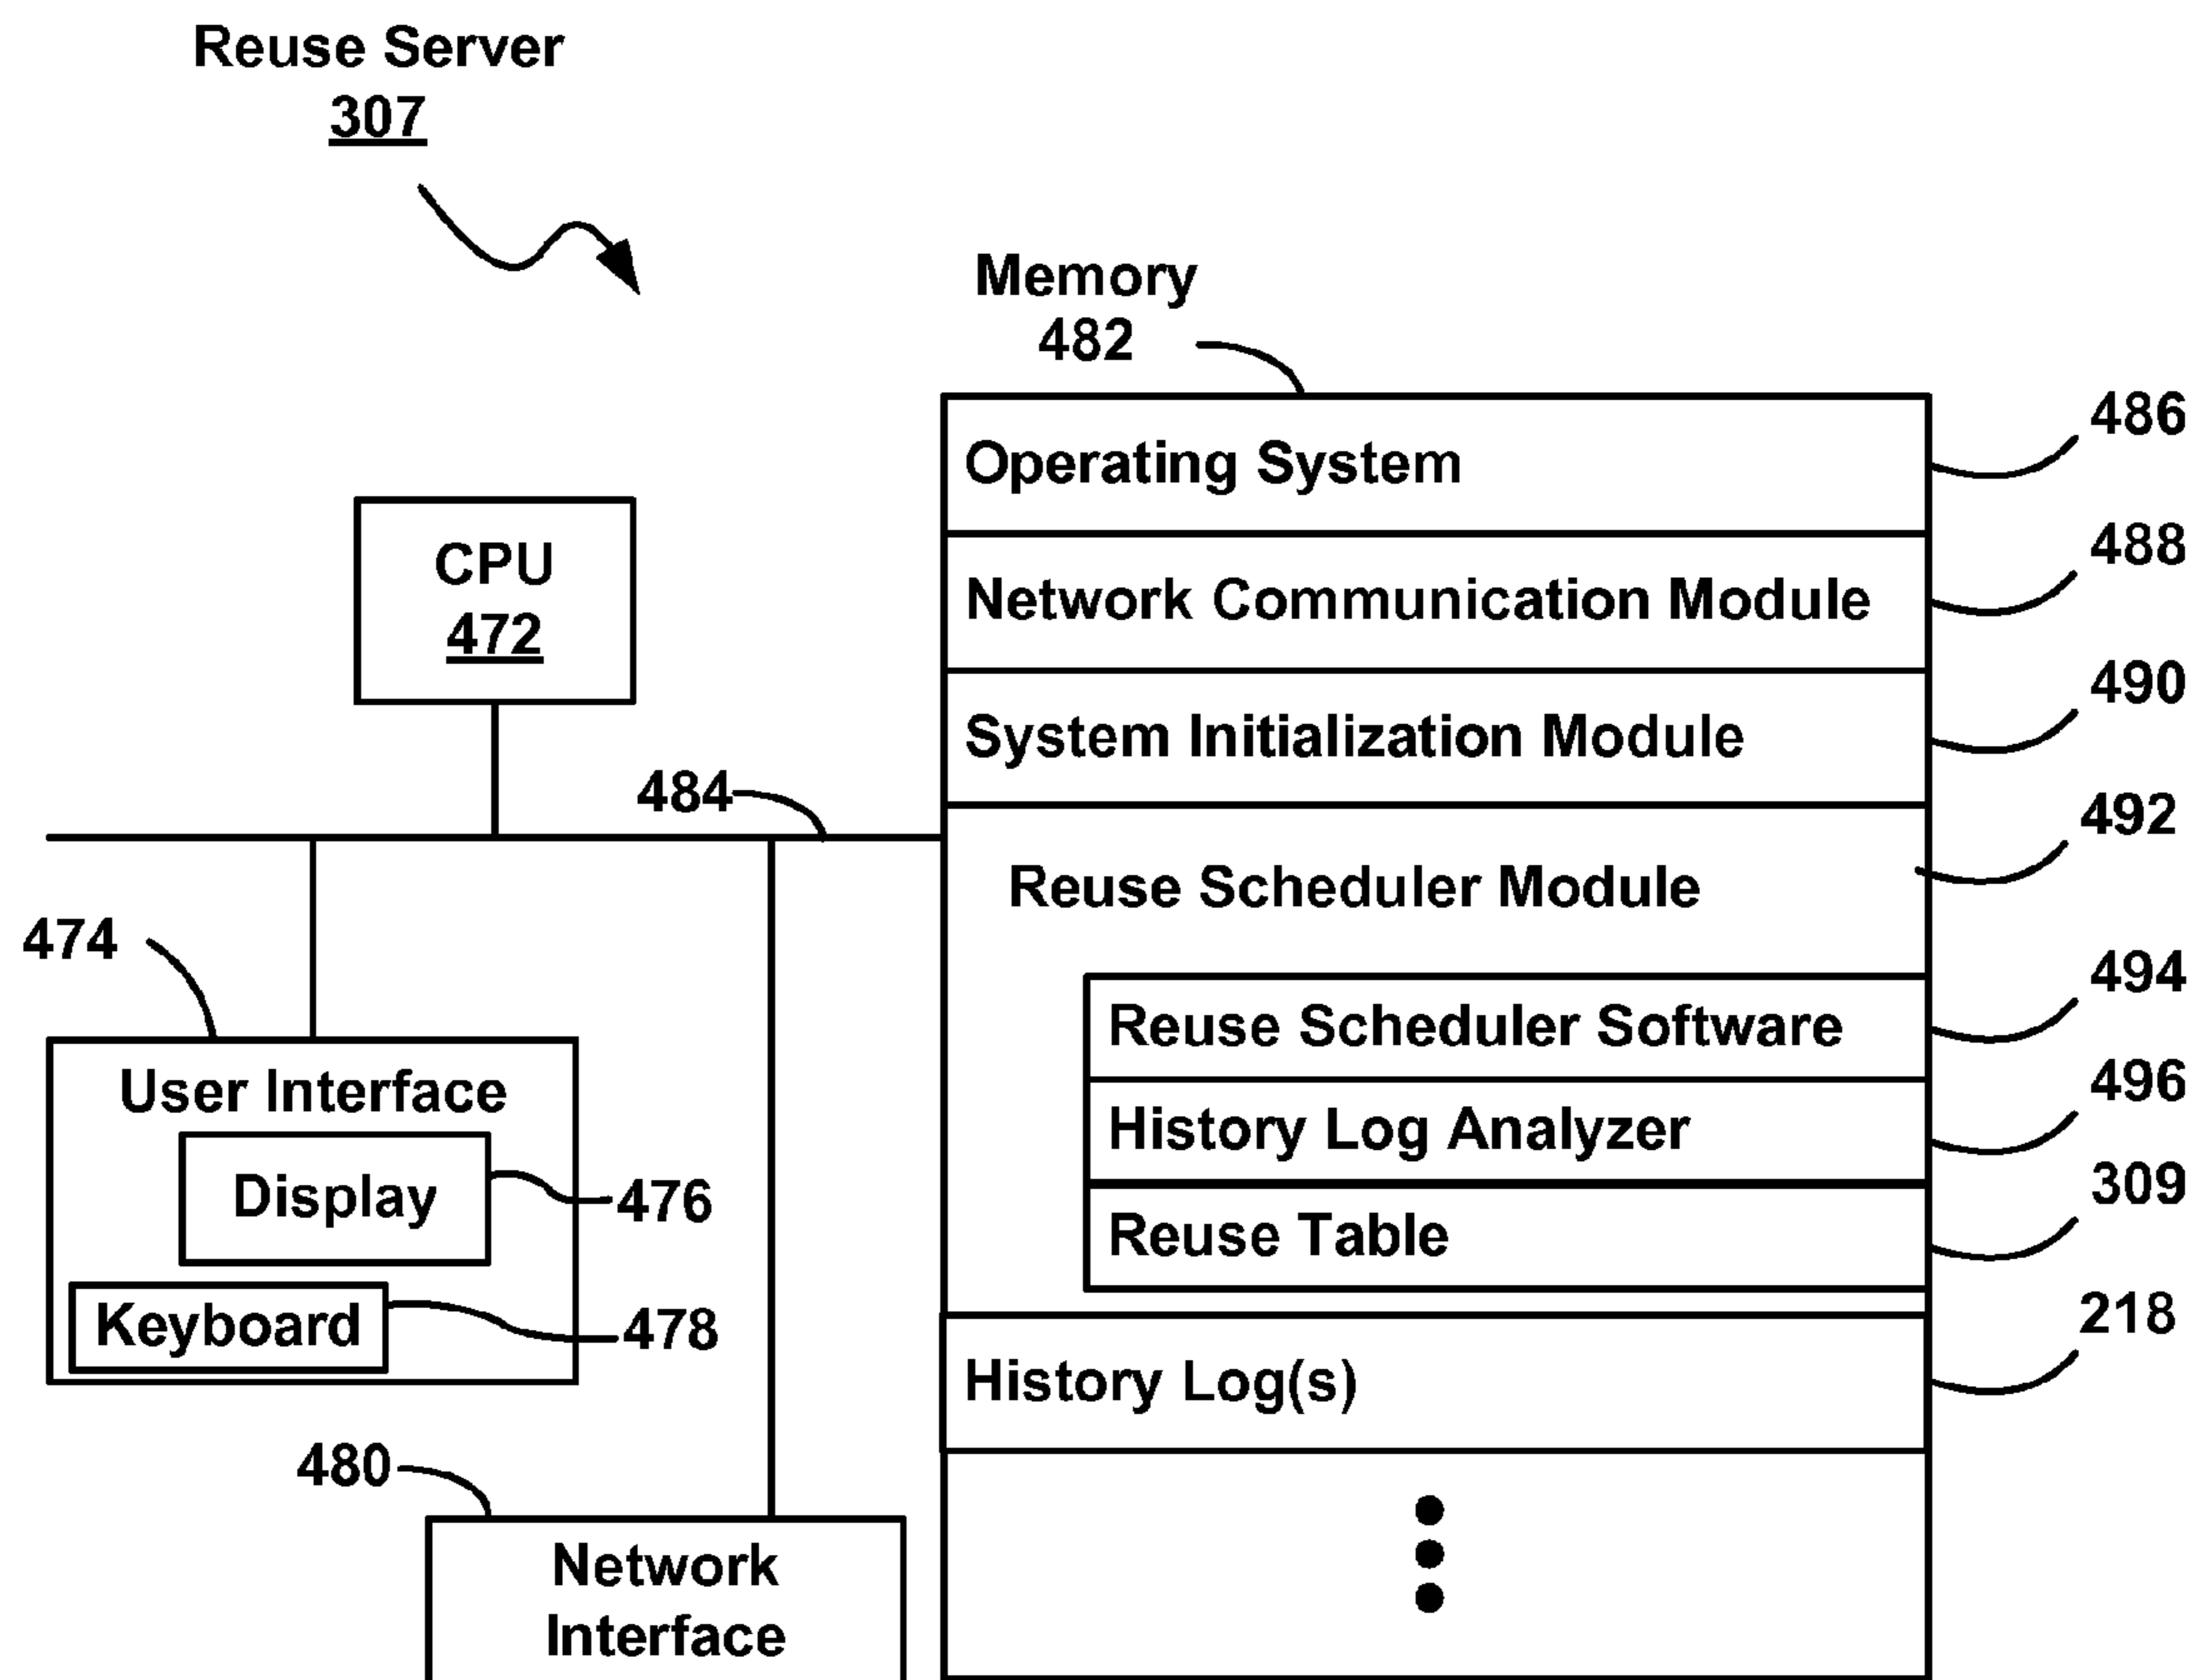 Reuse Server
307
Memory
482
Operating System
486
Network Communication Module
488
System Initialization Module
490
CPU
472
484
Reuse Scheduler Module
492
Reuse Scheduler Software
494
History Log Analyzer
496
Reuse Table
309
History Log(s)
218
474
User Interface
Display
476
Keyboard
478
480
Network
Interface